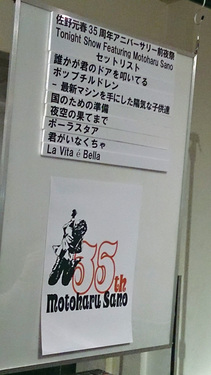 佐野元春 35周年アニバーサリー前夜祭
Tonight Show Featuring Motoharu Sano
セットリスト
誰かが君のドアを叩いてる
ポップチルドレン
- 最新マシンを手にした陽気な子供達
国のための準備
夜空の果てまで
ポーラスタア
君がいなくちゃ
La Vita é Bella
35th
Motoharu Sano